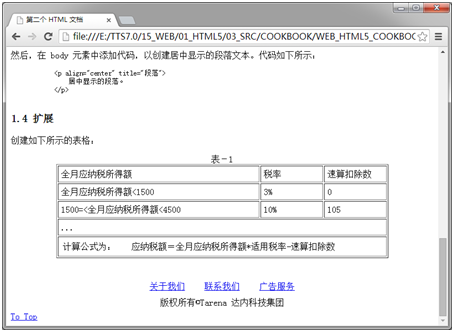 第二个 HTML 文档
file:///E:/TTS7.0/15_WEB/01_HTML5/03_SRC/COOKBOOK/WEB_HTML5_COOKBOO
然后，在 body 元素中添加代码，以创建居中显示的段落文本。代码如下所示：
<p align="center" title="段落">
居中显示的段落。
</p>
1.4 扩展
创建如下所示的表格：
表－1
全月应纳税所得额 税率 速算扣除数
全月应纳税所得额<1500 3% 0
1500=<全月应纳税所得额<4500 10% 105
...
计算公式为： 应纳税额＝全月应纳税所得额*适用税率-速算扣除数
关于我们 联系我们 广告服务
版权所有©Tarena 达内科技集团
To Top